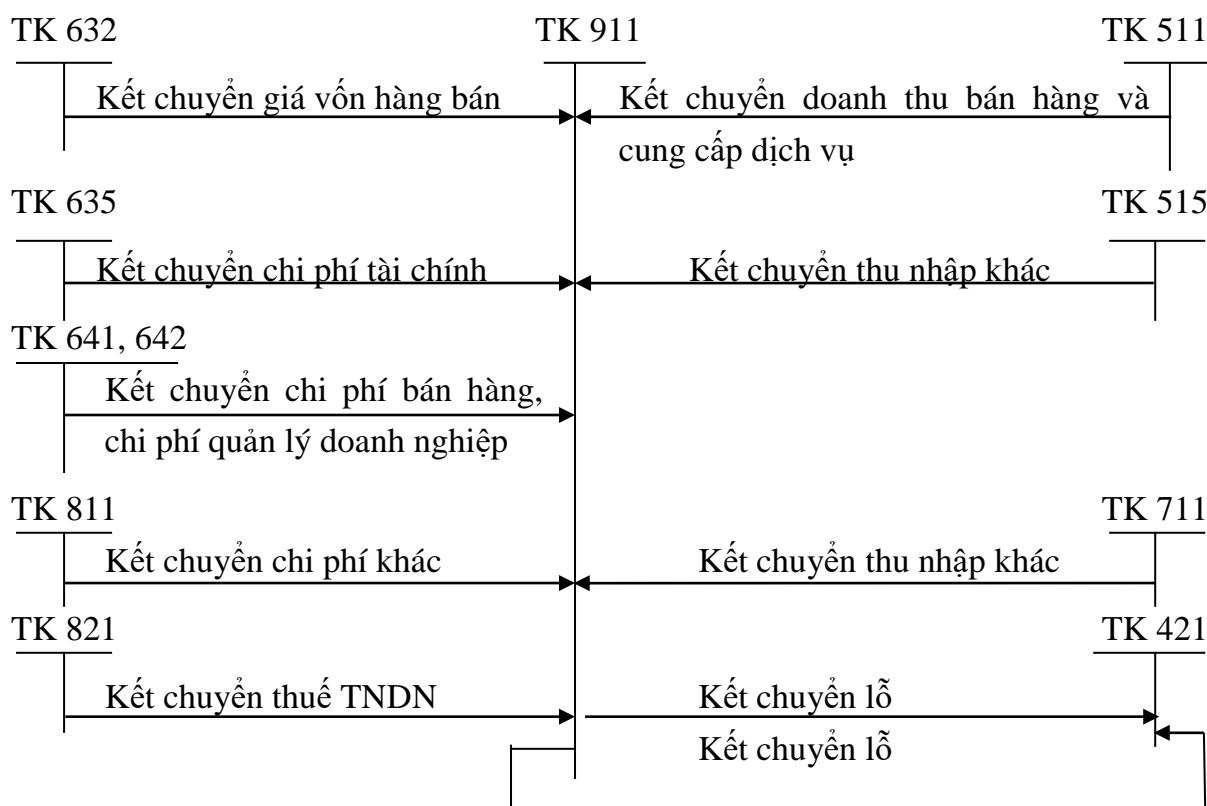 TK 632 TK 911 TK 511
Kết chuyển giá vốn hàng bán
Kết chuyển doanh thu bán hàng và
cung cấp dịch vụ
TK 635 TK 515
Kết chuyển chi phí tài chính
Kết chuyển thu nhập khác
TK 641, 642
Kết chuyển chi phí bán hàng,
chi phí quản lý doanh nghiệp
TK 811 TK 711
Kết chuyển chi phí khác
Kết chuyển thu nhập khác
TK 821 TK 421
Kết chuyển thuế TNDN
Kết chuyển lỗ
Kết chuyển lỗ